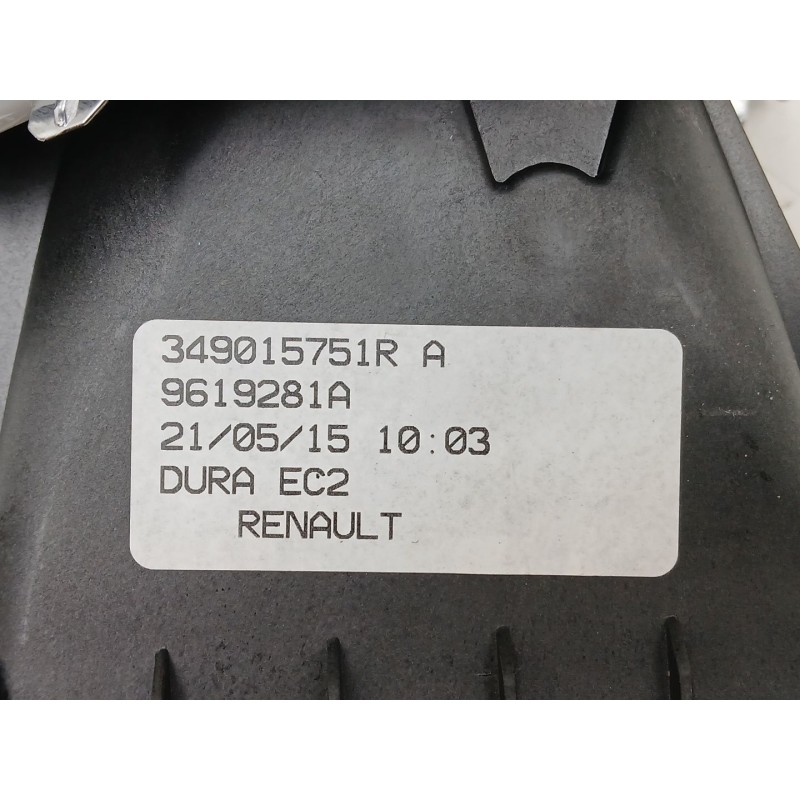 349015751R A
9619281A
21/05/15 10:03
DURA EC2
RENAULT